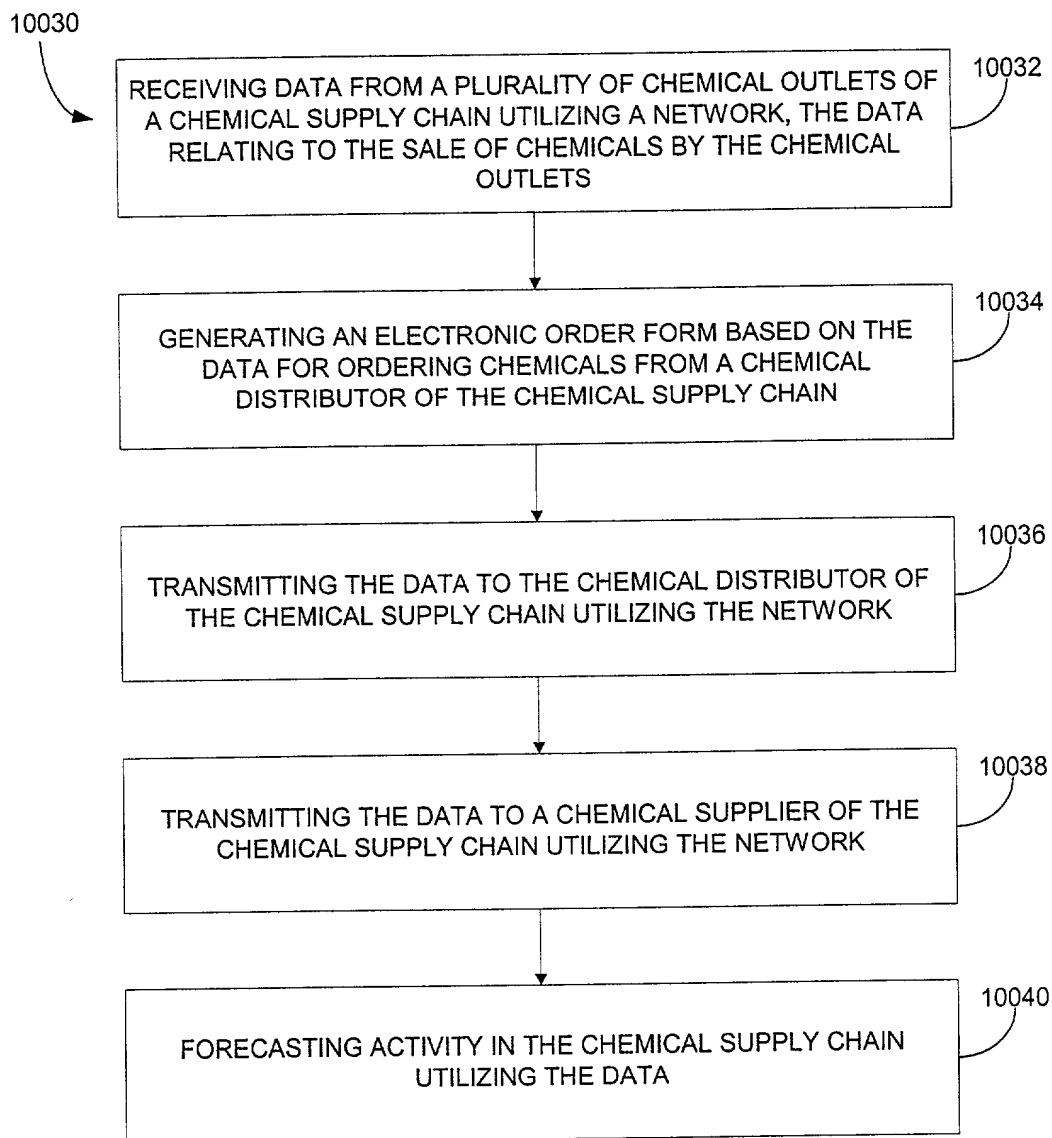 10030
10032
RECEIVING DATA FROM A PLURALITY OF CHEMICAL OUTLETS OF
A CHEMICAL SUPPLY CHAIN UTILIZING A NETWORK, THE DATA
RELATING TO THE SALE OF CHEMICALS BY THE CHEMICAL
OUTLETS
10034
GENERATING AN ELECTRONIC ORDER FORM BASED ON THE
DATA FOR ORDERING CHEMICALS FROM A CHEMICAL
DISTRIBUTOR OF THE CHEMICAL SUPPLY CHAIN
10036
TRANSMITTING THE DATA TO THE CHEMICAL DISTRIBUTOR OF
THE CHEMICAL SUPPLY CHAIN UTILIZING THE NETWORK
10038
TRANSMITTING THE DATA TO A CHEMICAL SUPPLIER OF THE
CHEMICAL SUPPLY CHAIN UTILIZING THE NETWORK
10040
FORECASTING ACTIVITY IN THE CHEMICAL SUPPLY CHAIN
UTILIZING THE DATA